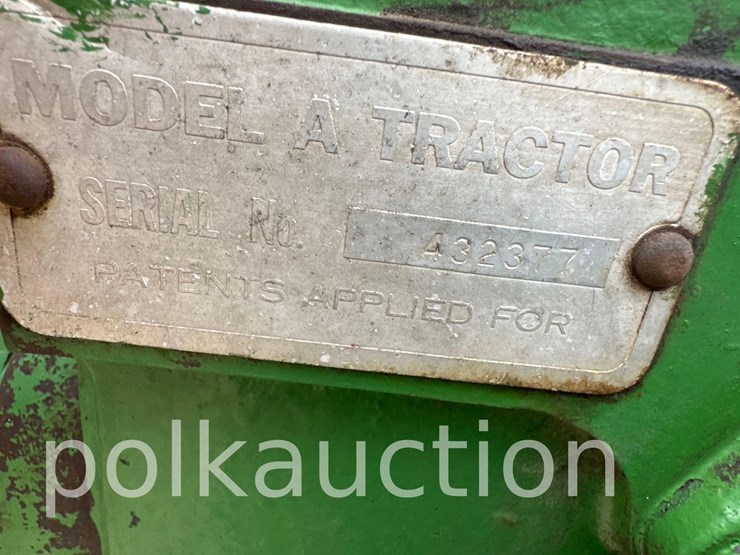 MODEL A TRACTOR
SERIAL No. 432377
PATENTS APPLIED FOR
polkauction